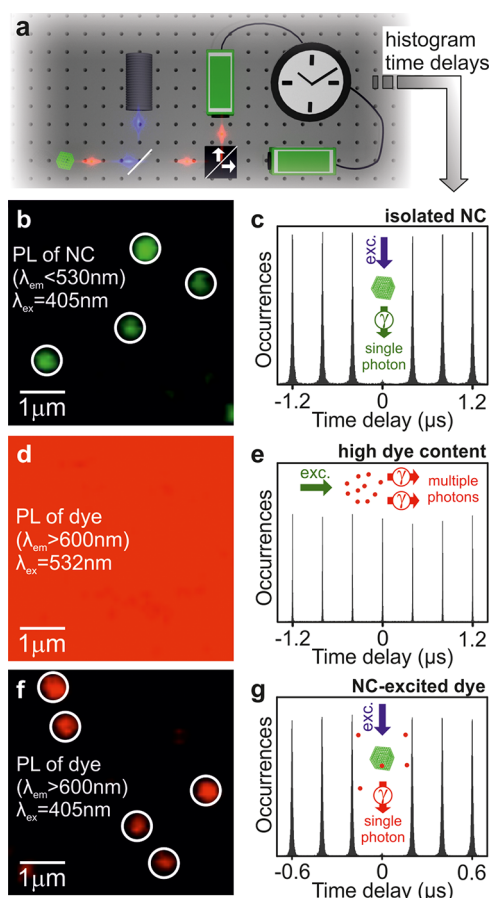 a
histogram
time delays
b
PL of NC
(λem<530nm)
λex=405nm
1μm
c
isolated NC
Occurrences
exc.
γ
single
photon
-1.2
0
1.2
Time delay (μs)
d
PL of dye
(λem>600nm)
λex=532nm
1μm
e
high dye content
Occurrences
exc.
γ
γ
multiple
photons
-1.2
0
1.2
Time delay (μs)
f
PL of dye
(λem>600nm)
λex=405nm
1μm
g
NC-excited dye
Occurrences
exc.
γ
single
photon
-0.6
0
0.6
Time delay (μs)